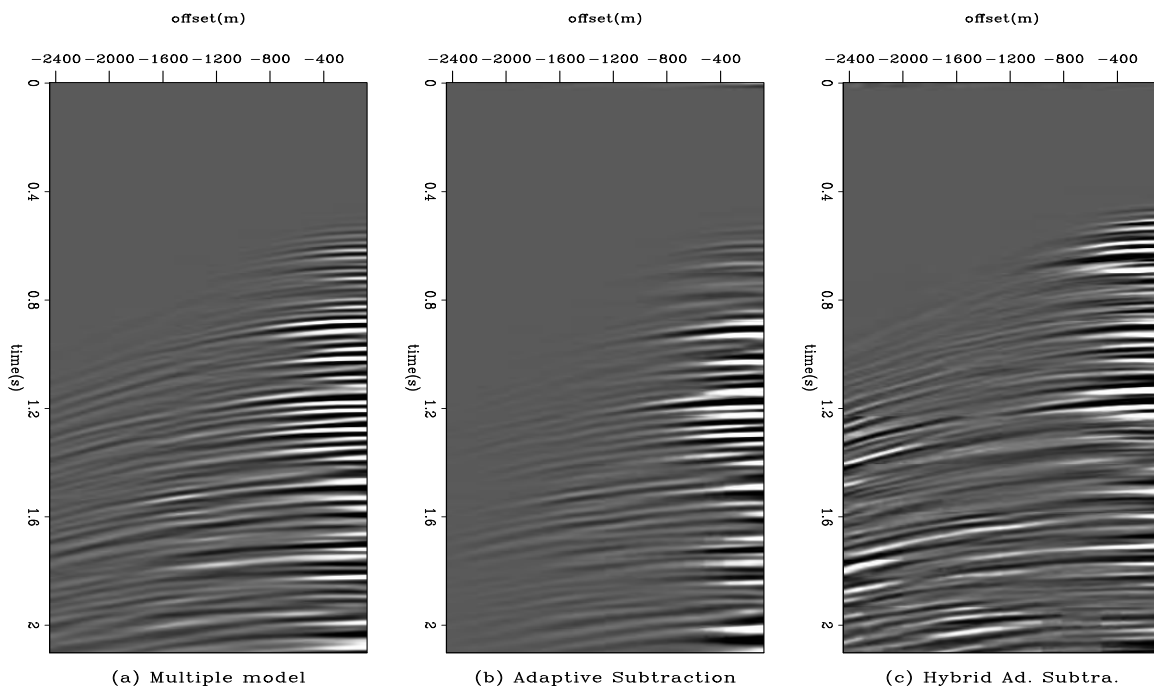 offset(m) offset(m) offset(m)
-2400 -2000 -1600 -1200 -800 -400 -2400 -2000 -1600 -1200 -800 -400 -2400 -2000 -1600 -1200 -800 -400
0 0 0
0.4 0.4 0.4
0.8 0.8 0.8
time(s) time(s) time(s)
1.2 1.2 1.2
1.6 1.6 1.6
2 2 2
(a) Multiple model (b) Adaptive Subtraction (c) Hybrid Ad. Subtra.